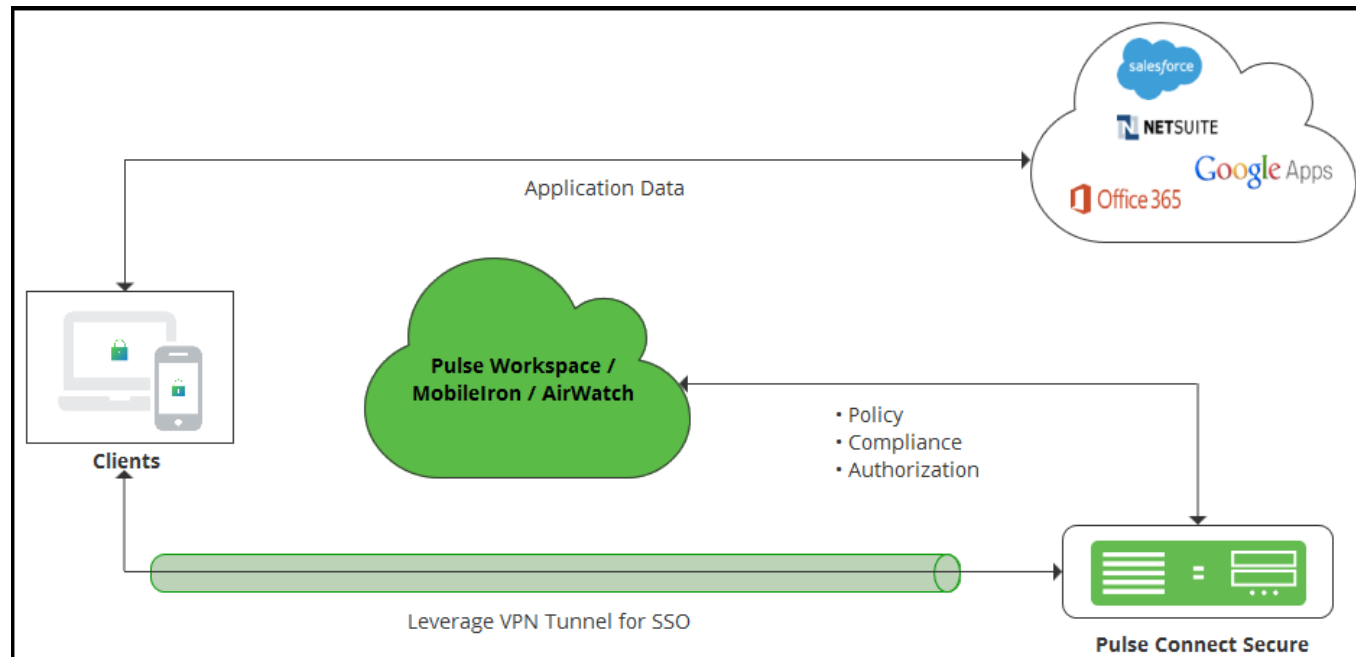 salesforce
NETSUITE
Google Apps
Office 365
Application Data
Pulse Workspace /
MobileIron / AirWatch
• Policy
• Compliance
• Authorization
Clients
Leverage VPN Tunnel for SSO
Pulse Connect Secure